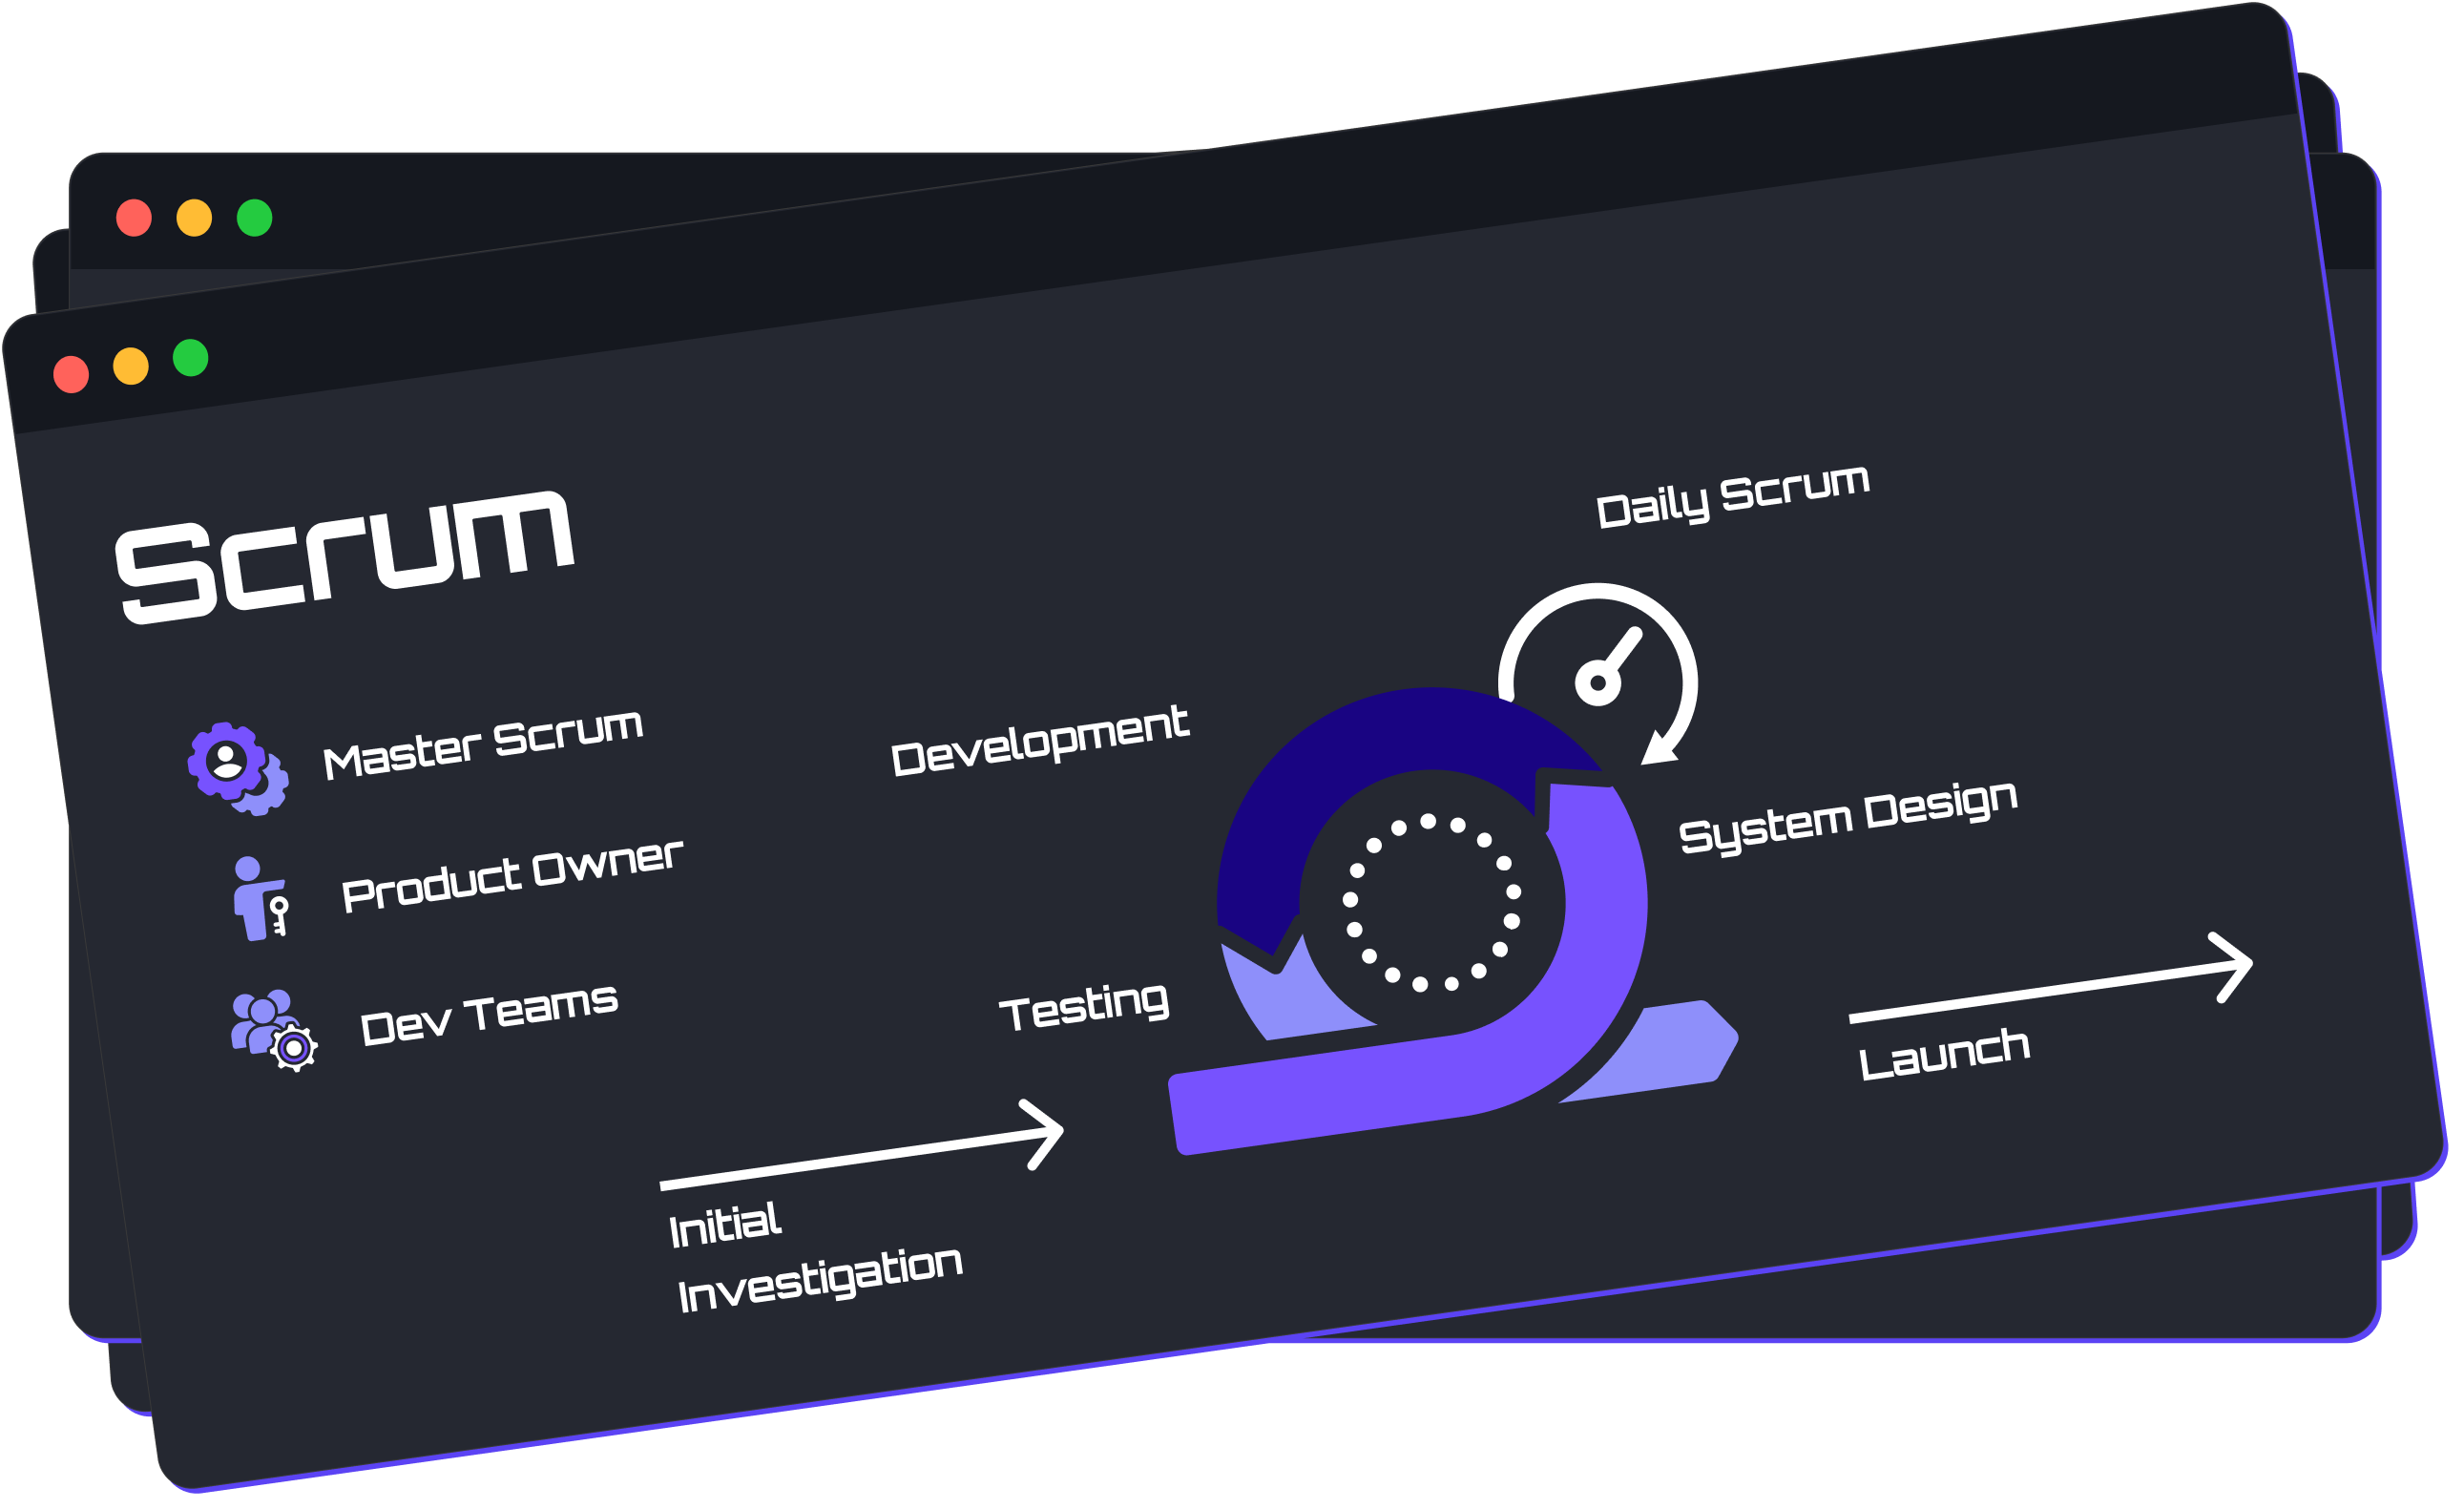 Scrum
Master Scrum
Product Owner
Dev Teams
Daily Scrum
Development
System Design
Testing
Initial
Investigation
Launch